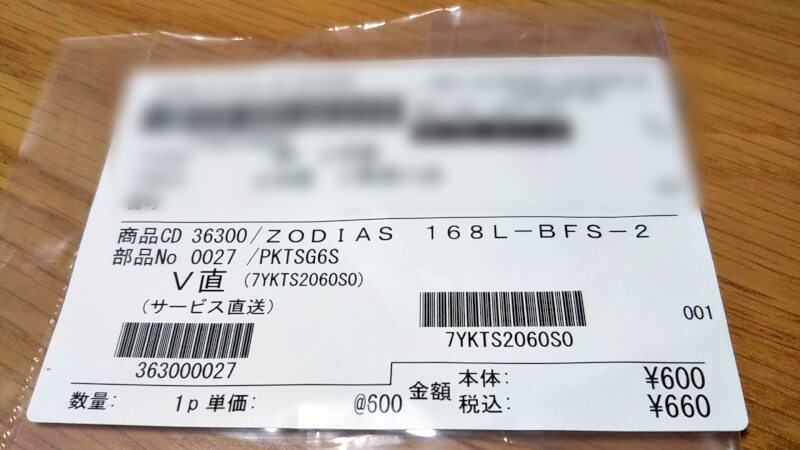 商品CD 36300/ZODIAS 168L-BFS-2
部品No 0027 /PKTSG6S
V直 (7YKTS2060S0)
(サービス直送)
363000027
7YKTS2060S0
001
数量: 1p 単価: @600
金額 本体: ¥600
税込: ¥660